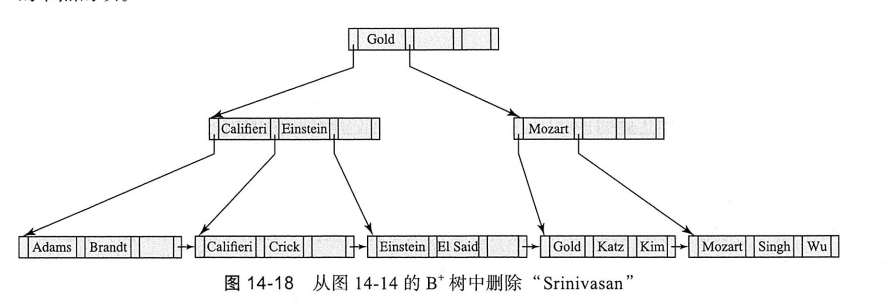 Gold
Califieri Einstein
Mozart
Adams Brandt
Califieri Crick
Einstein El Said
Gold Katz Kim
Mozart Singh Wu
图 14-18 从图 14-14 的 B⁺ 树中删除“Srinivasan”